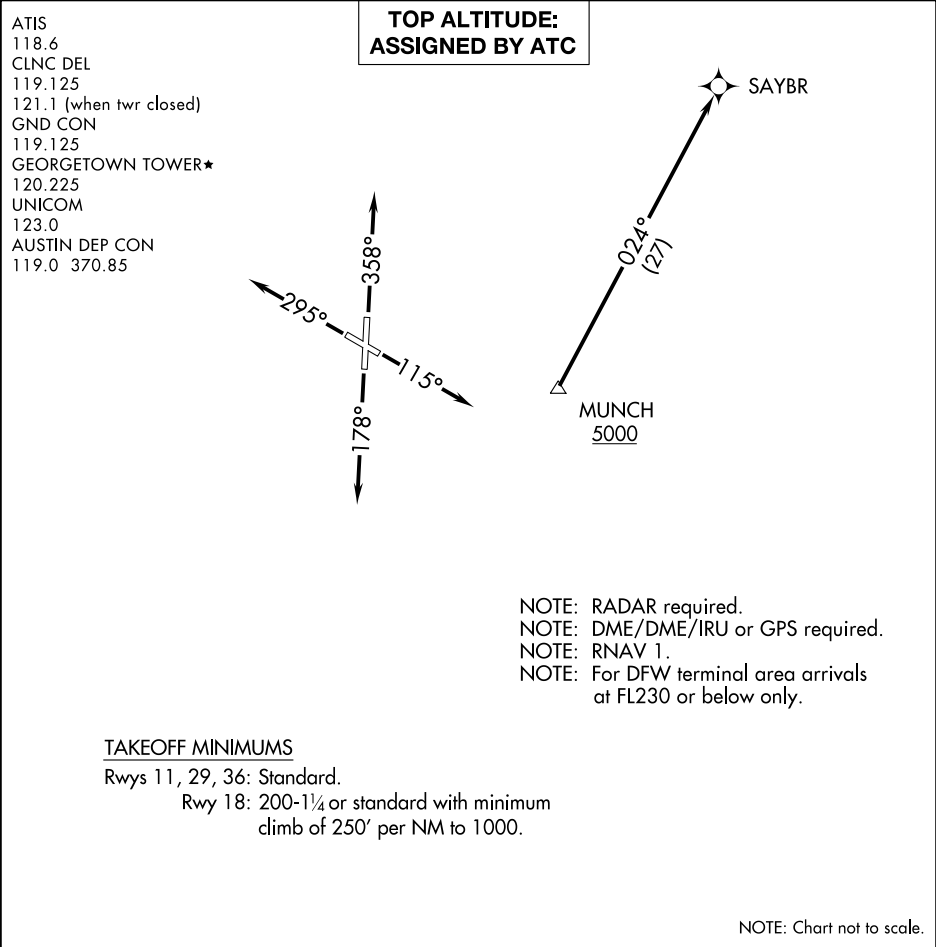 TOP ALTITUDE:
ASSIGNED BY ATC
ATIS
118.6
CLNC DEL
119.125
121.1 (when twr closed)
GND CON
119.125
GEORGETOWN TOWER★
120.225
UNICOM
123.0
AUSTIN DEP CON
119.0 370.85
SAYBR
024°
(27)
358°
295°
115°
178°
MUNCH
5000
NOTE: RADAR required.
NOTE: DME/DME/IRU or GPS required.
NOTE: RNAV 1.
NOTE: For DFW terminal area arrivals
at FL230 or below only.
TAKEOFF MINIMUMS
Rwys 11, 29, 36: Standard.
Rwy 18: 200-1¼ or standard with minimum
climb of 250' per NM to 1000.
NOTE: Chart not to scale.